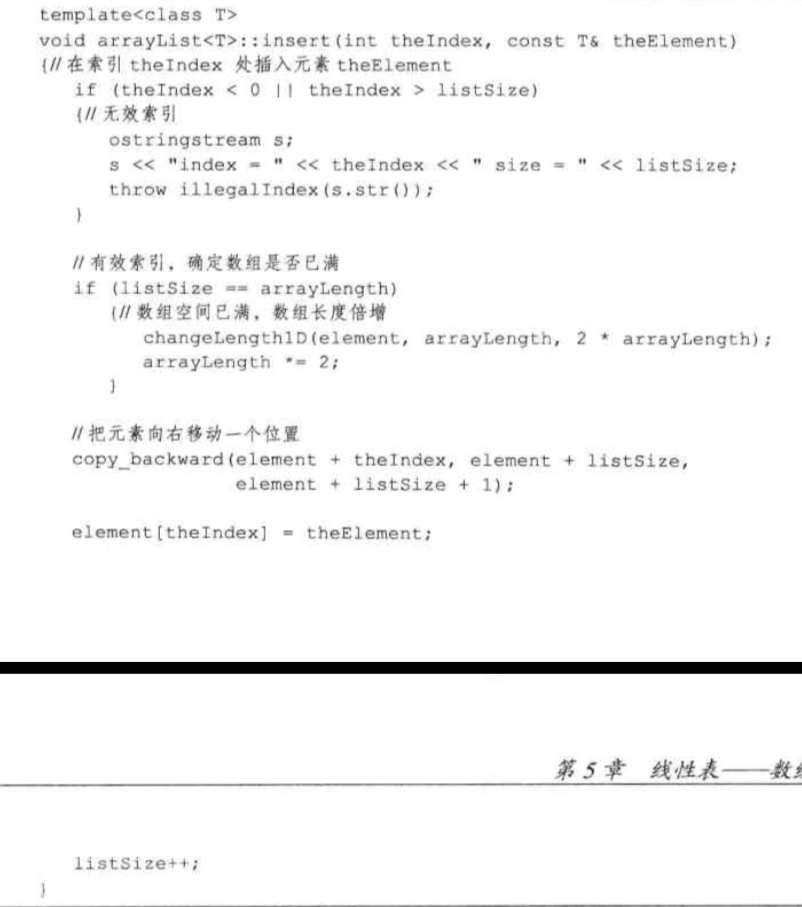 template<class T>
void arrayList<T>::insert(int theIndex, const T& theElement)
{// 在索引 theIndex 处插入元素 theElement
   if (theIndex < 0 || theIndex > listSize)
   {// 无效索引
      ostringstream s;
      s << "index = " << theIndex << " size = " << listSize;
      throw illegalIndex(s.str());
   }
   // 有效索引，确定数组是否已满
   if (listSize == arrayLength)
      {// 数组空间已满，数组长度倍增
         changeLength1D(element, arrayLength, 2 * arrayLength);
         arrayLength *= 2;
      }
   // 把元素向右移动一个位置
   copy_backward(element + theIndex, element + listSize,
                 element + listSize + 1);
   element[theIndex] = theElement;
第 5 章 线性表——数
   listSize++;
}